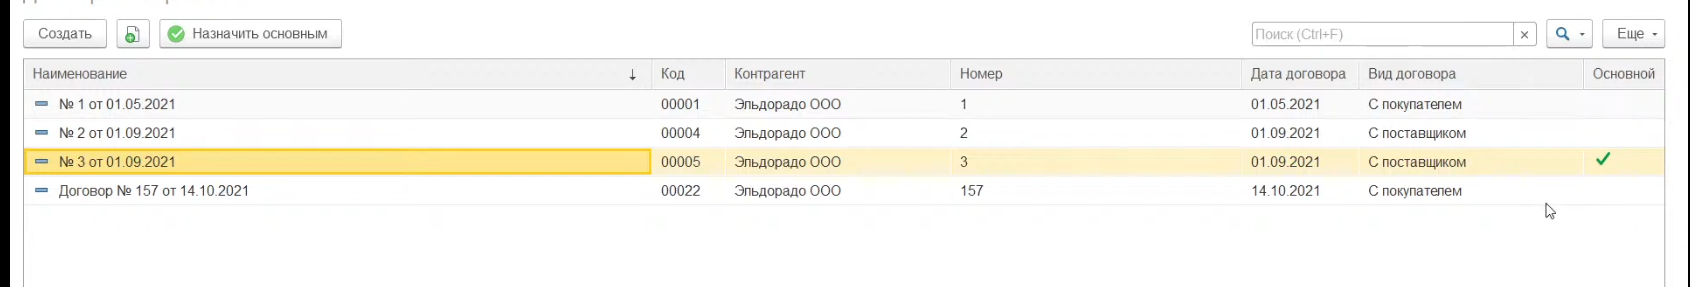 Создать Назначить основным Поиск (Ctrl+F) × Еще
Наименование ↓ Код Контрагент Номер Дата договора Вид договора Основной
№ 1 от 01.05.2021 00001 Эльдорадо ООО 1 01.05.2021 С покупателем
№ 2 от 01.09.2021 00004 Эльдорадо ООО 2 01.09.2021 С поставщиком
№ 3 от 01.09.2021 00005 Эльдорадо ООО 3 01.09.2021 С поставщиком
Договор № 157 от 14.10.2021 00022 Эльдорадо ООО 157 14.10.2021 С покупателем